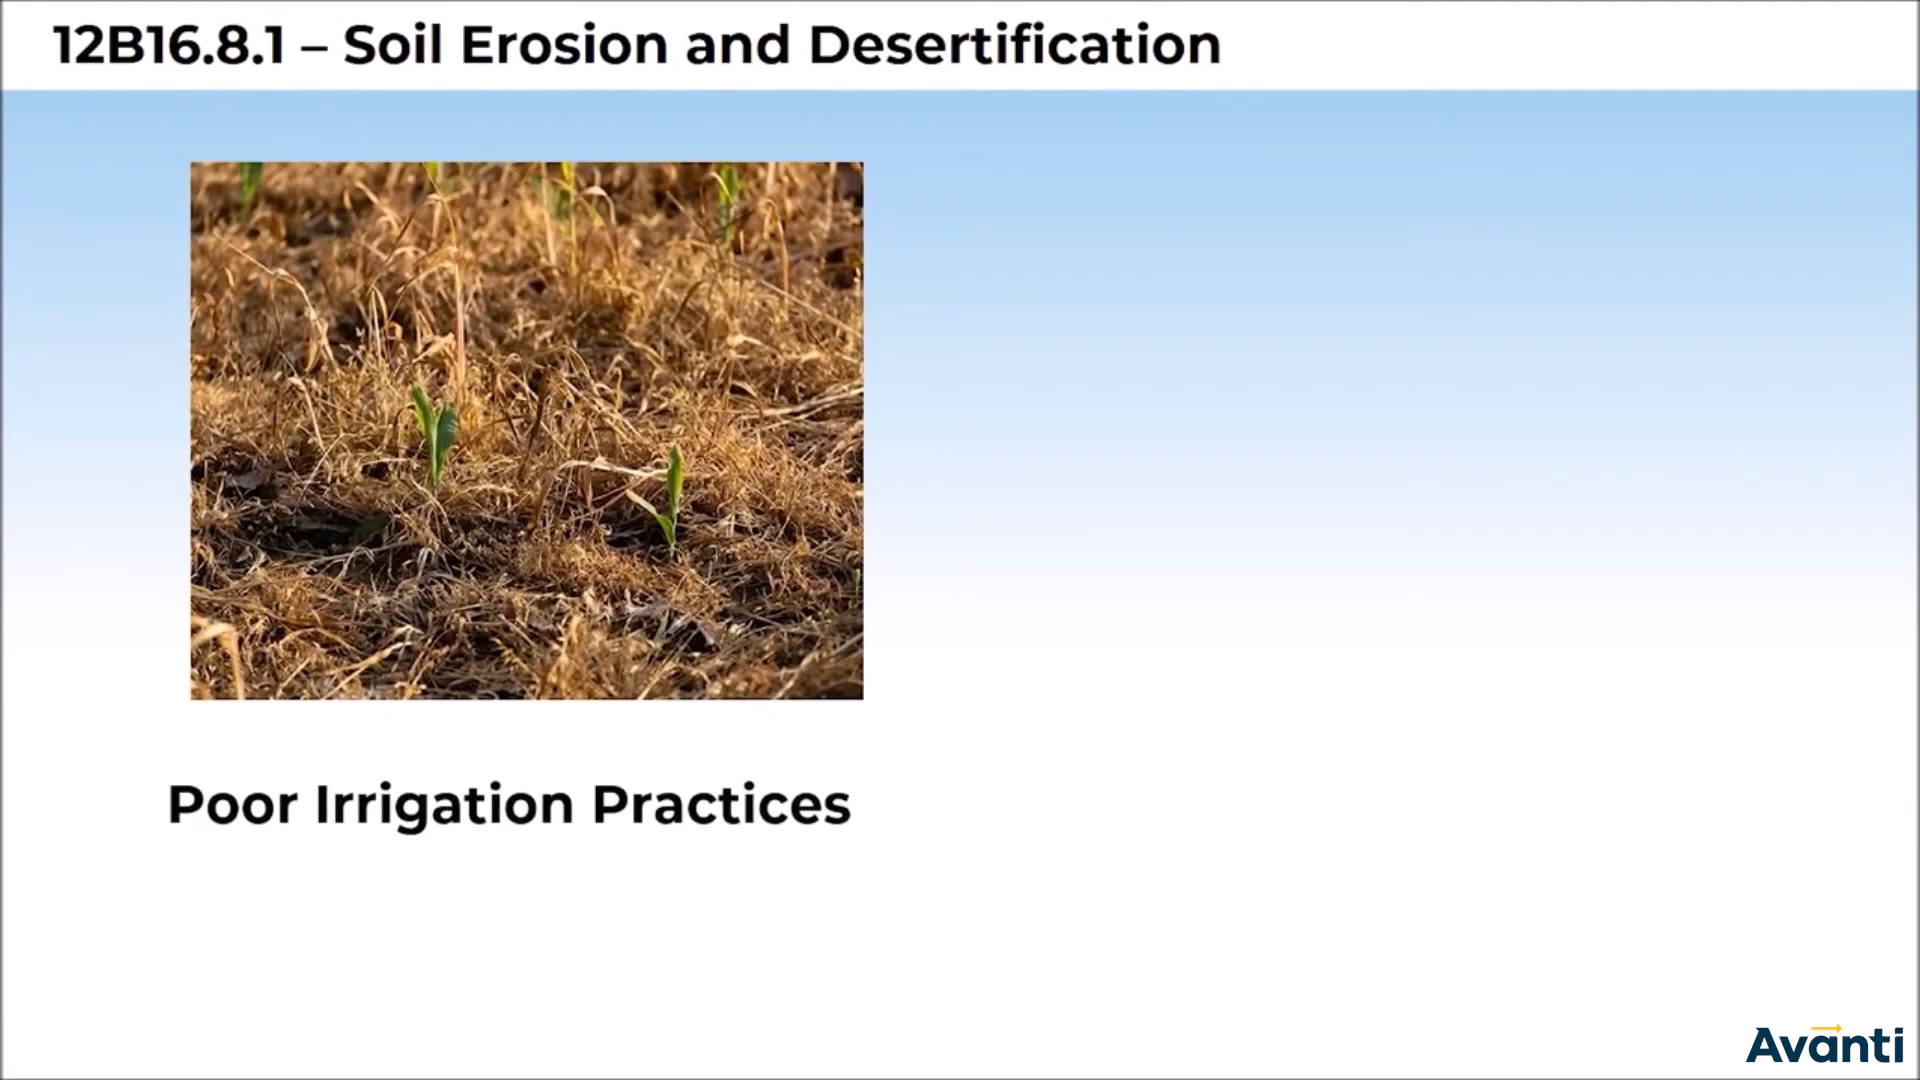 12B16.8.1 – Soil Erosion and Desertification
Poor Irrigation Practices
Avanti